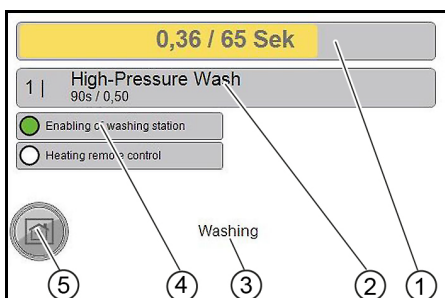 0,36 / 65 Sek
1 | High-Pressure Wash
90s / 0,50
Enabling of washing station
Heating remote control
Washing
5 4 3 2 1